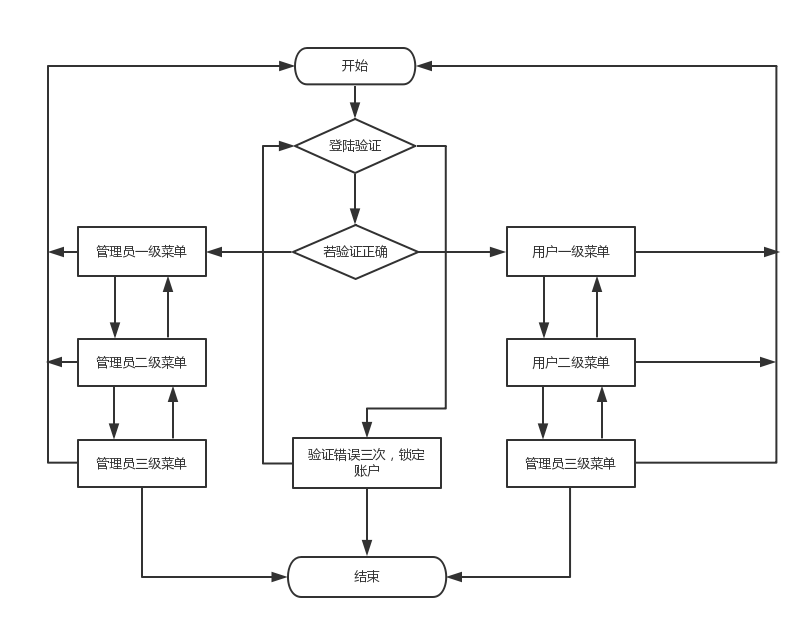 开始
登陆验证
若验证正确
管理员一级菜单
用户一级菜单
管理员二级菜单
用户二级菜单
管理员三级菜单
验证错误三次，锁定
账户
管理员三级菜单
结束